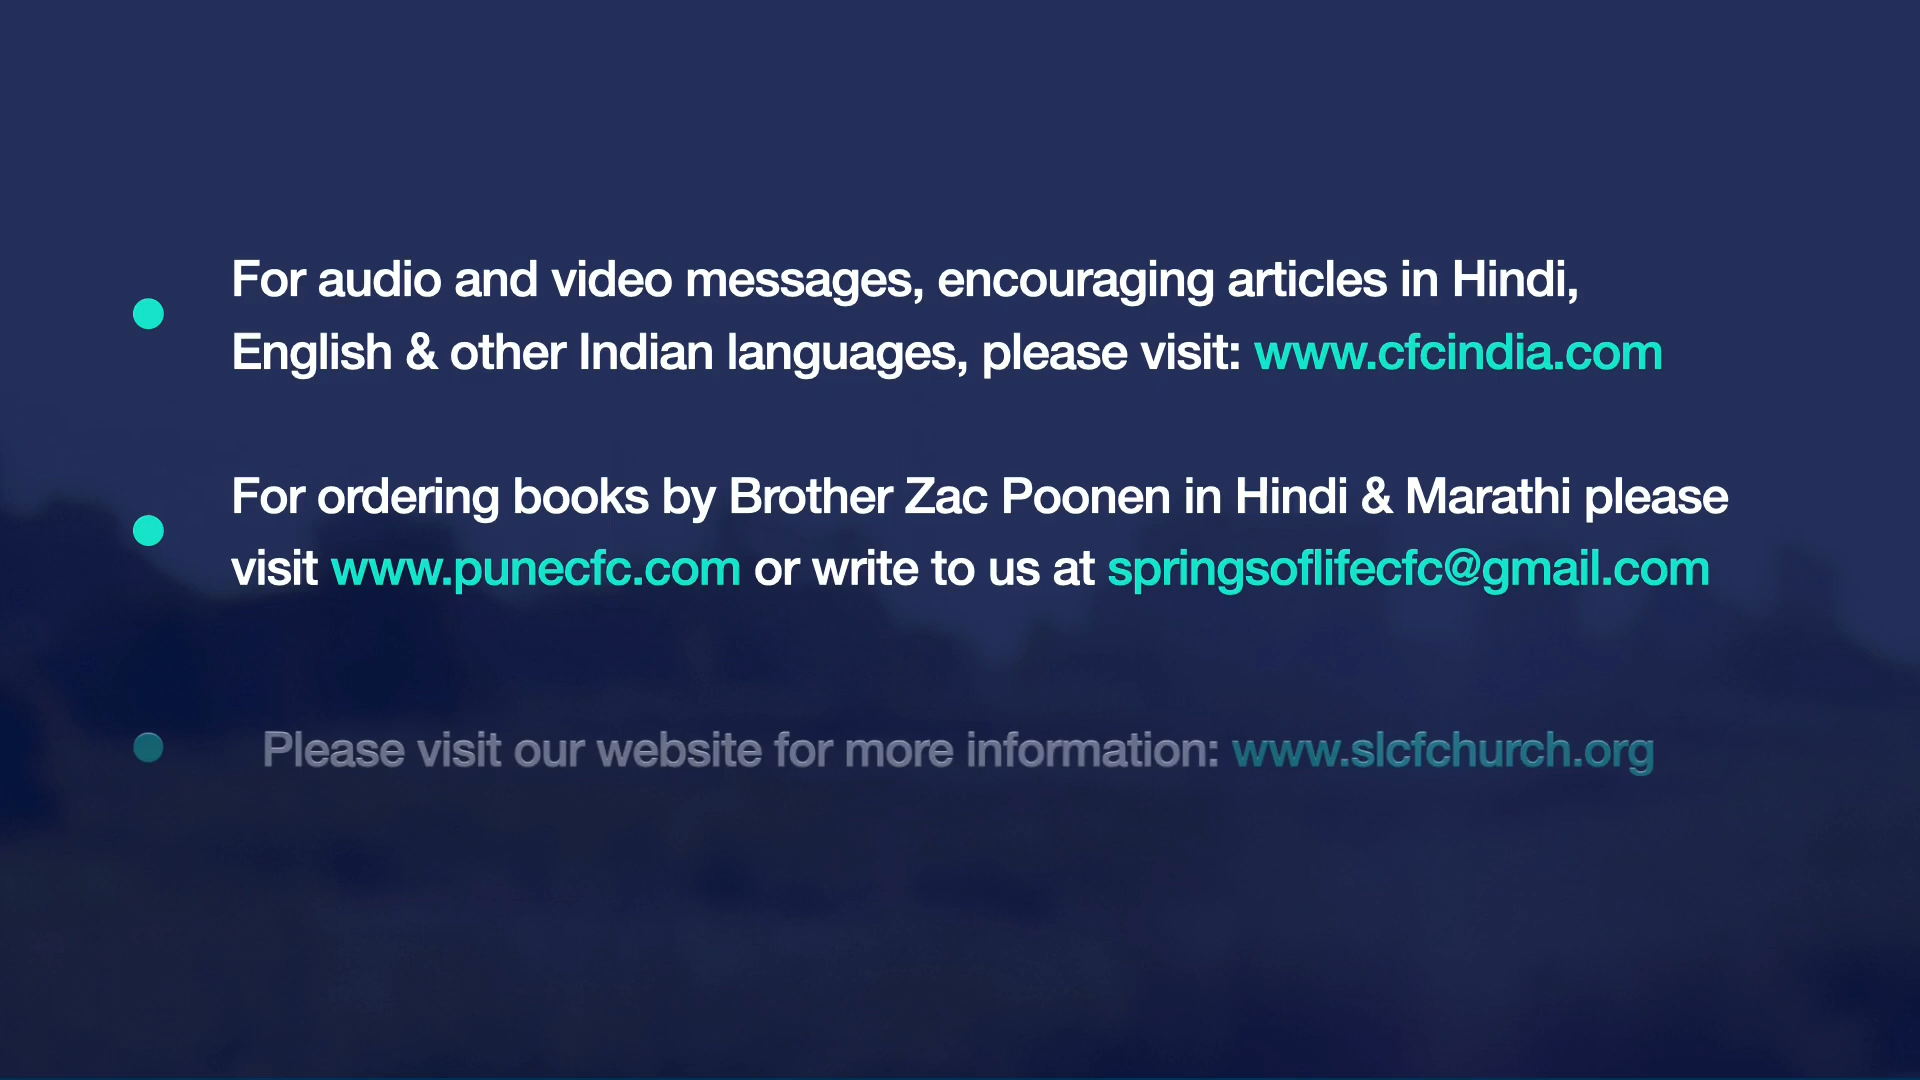 For audio and video messages, encouraging articles in Hindi,
English & other Indian languages, please visit: www.cfcindia.com
For ordering books by Brother Zac Poonen in Hindi & Marathi please
visit www.punecfc.com or write to us at springsoflifecfc@gmail.com
Please visit our website for more information: www.slcfchurch.org